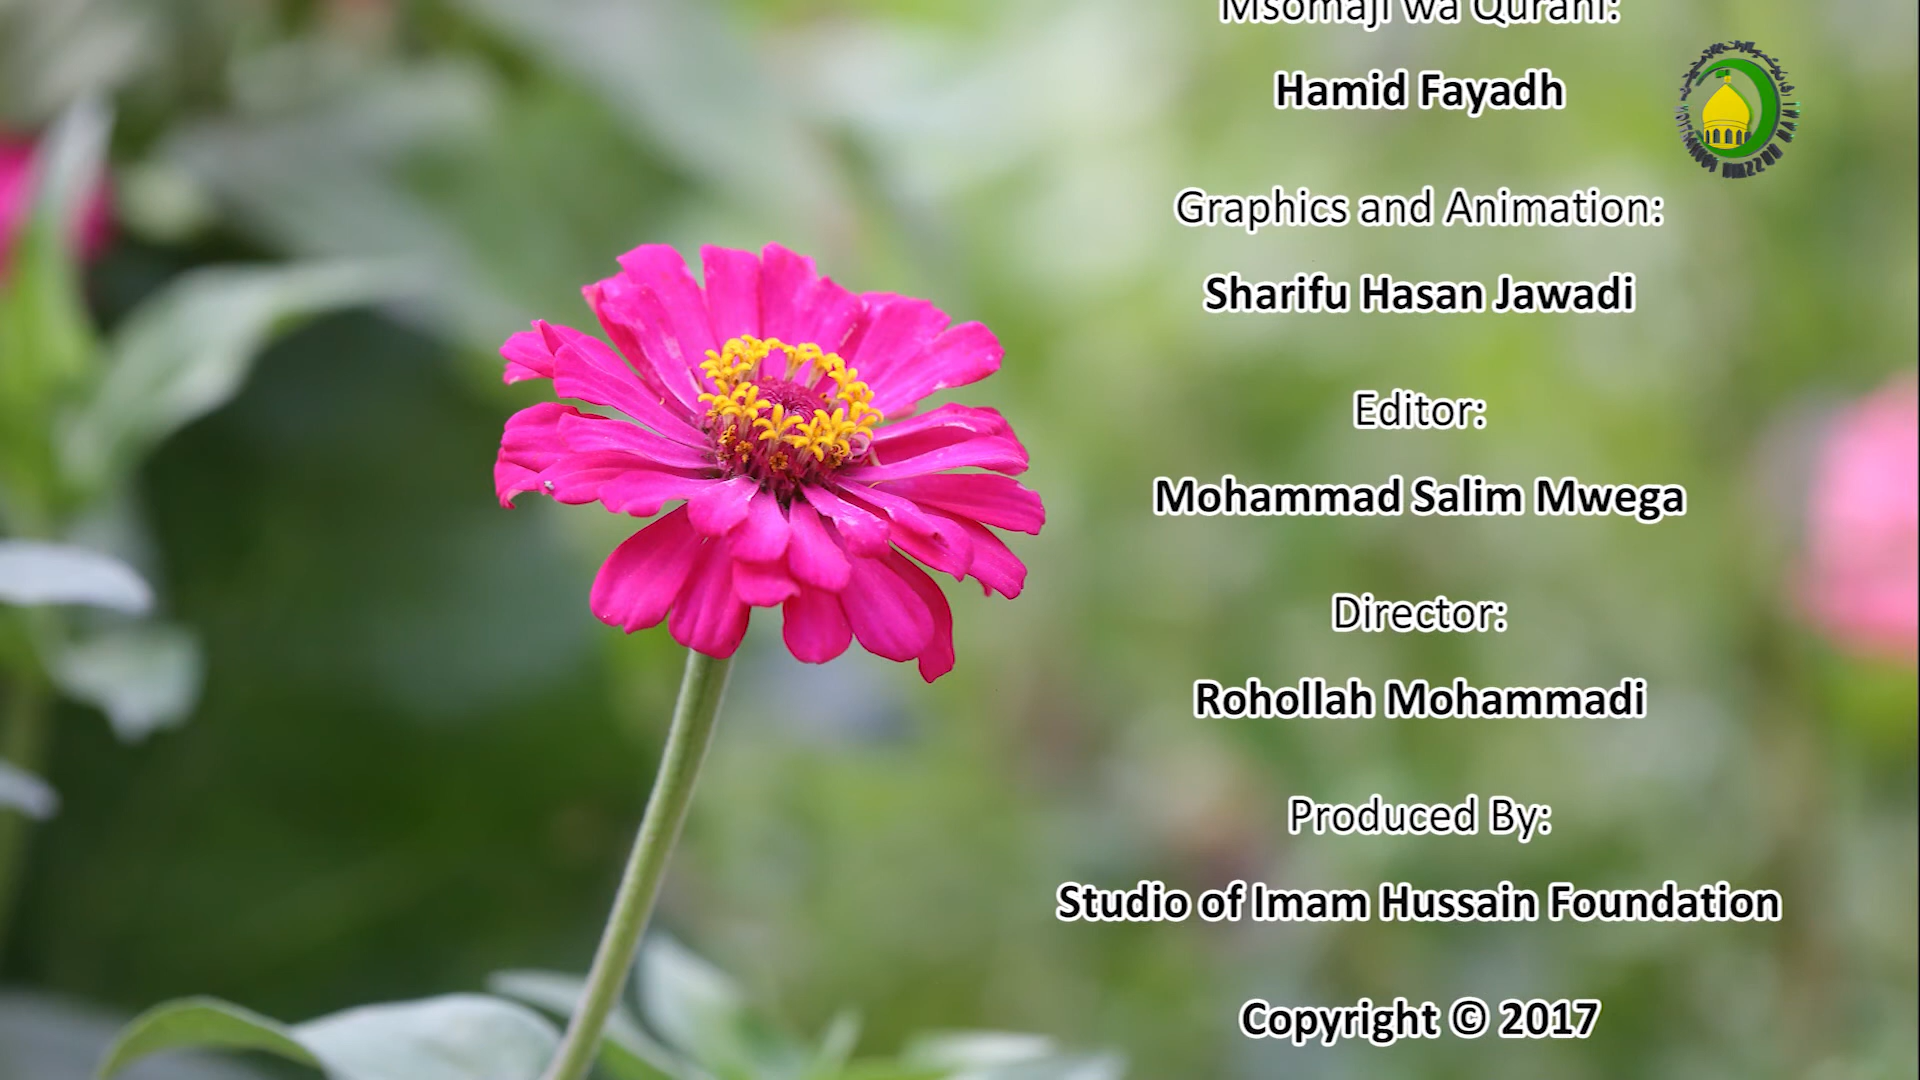 Msomaji wa Qurani:
Hamid Fayadh
Graphics and Animation:
Sharifu Hasan Jawadi
Editor:
Mohammad Salim Mwega
Director:
Rohollah Mohammadi
Produced By:
Studio of Imam Hussain Foundation
Copyright © 2017